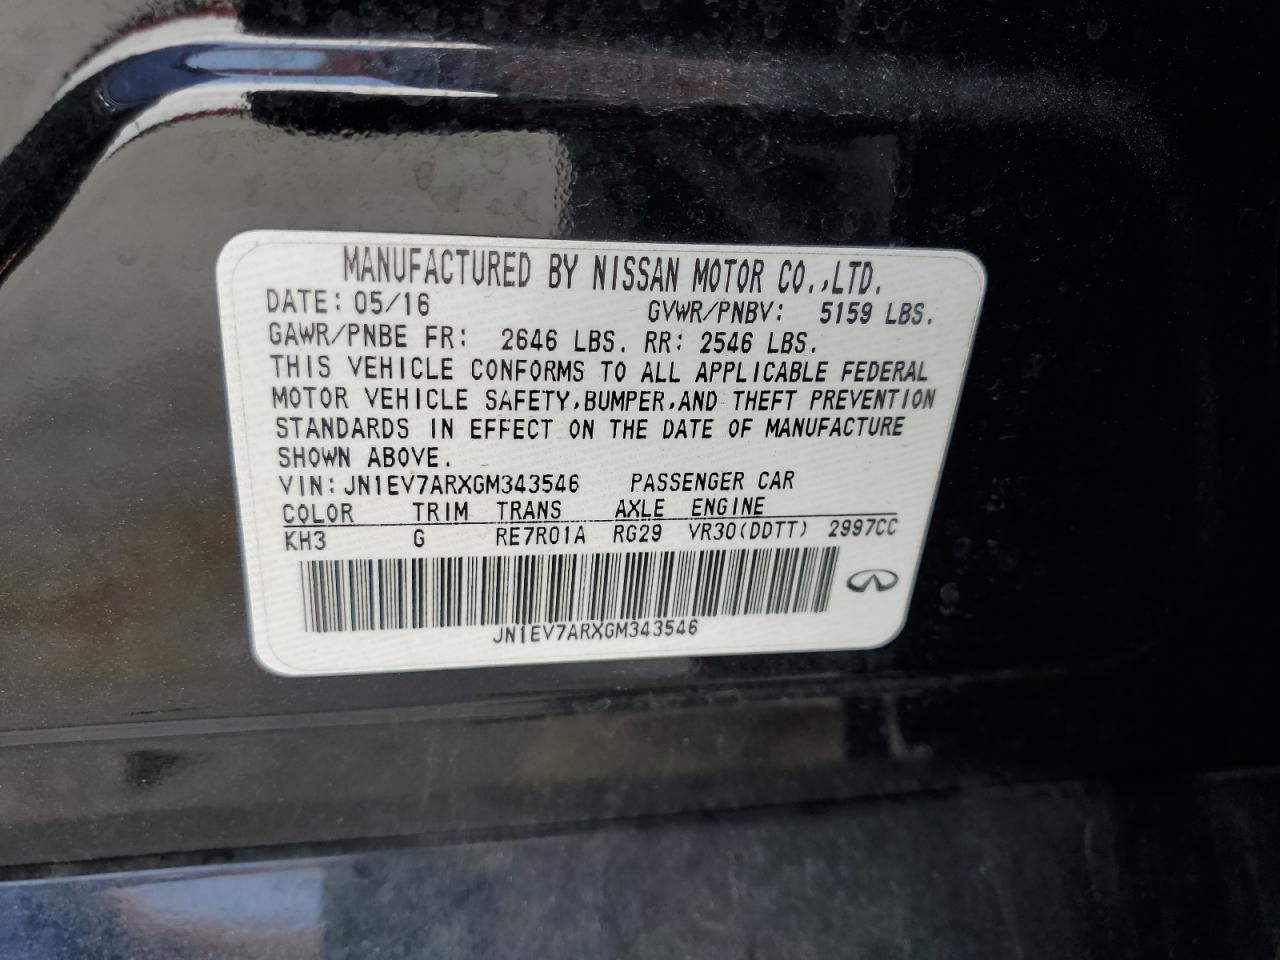 MANUFACTURED BY NISSAN MOTOR CO.,LTD.
DATE: 05/16 GVWR/PNBV: 5159 LBS.
GAWR/PNBE FR: 2646 LBS. RR: 2546 LBS.
THIS VEHICLE CONFORMS TO ALL APPLICABLE FEDERAL
MOTOR VEHICLE SAFETY,BUMPER,AND THEFT PREVENTION
STANDARDS IN EFFECT ON THE DATE OF MANUFACTURE
SHOWN ABOVE.
VIN: JN1EV7ARXGM343546 PASSENGER CAR
COLOR TRIM TRANS AXLE ENGINE
KH3 G RE7R01A RG29 VR30(DDTT) 2997CC
JN1EV7ARXGM343546